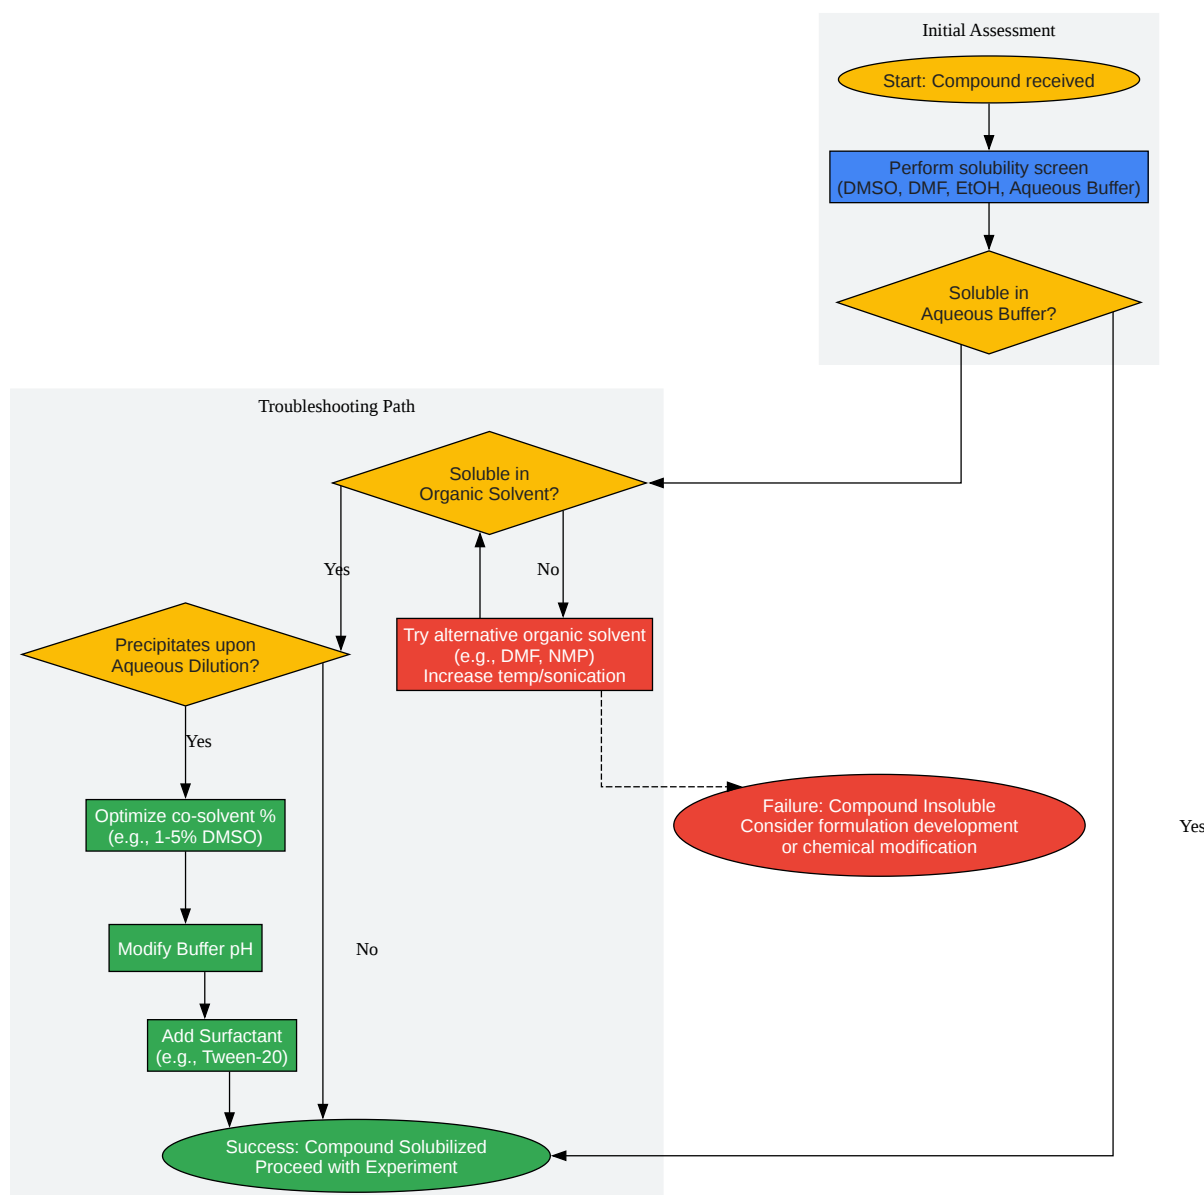 Initial Assessment
Start: Compound received
Perform solubility screen
(DMSO, DMF, EtOH, Aqueous Buffer)
Soluble in
Aqueous Buffer?
Troubleshooting Path
Soluble in
Organic Solvent?
Yes
No
Try alternative organic solvent
(e.g., DMF, NMP)
Increase temp/sonication
Precipitates upon
Aqueous Dilution?
Yes
Optimize co-solvent %
(e.g., 1-5% DMSO)
Failure: Compound Insoluble
Consider formulation development
or chemical modification
Yes
Modify Buffer pH
No
Add Surfactant
(e.g., Tween-20)
Success: Compound Solubilized
Proceed with Experiment